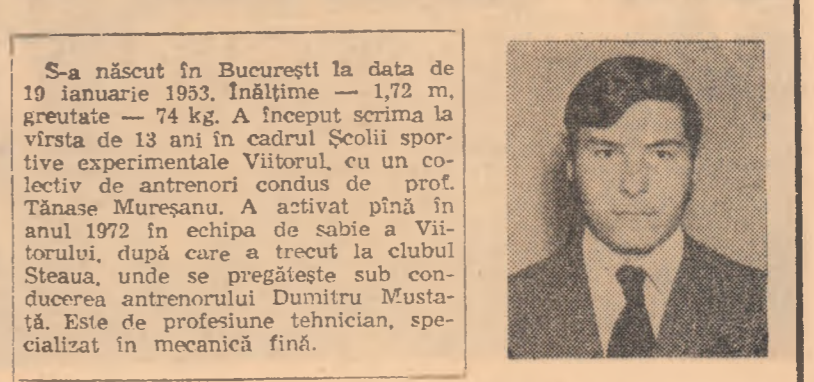 S-a născut în București la data de
19 ianuarie 1953. Înălțime — 1,72 m,
greutate — 74 kg. A început scrima la
vîrsta de 13 ani în cadrul Școlii spor-
tive experimentale Viitorul, cu un co-
lectiv de antrenori condus de prof.
Tănase Mureșanu. A activat pînă în
anul 1972 în echipa de sabie a Vii-
torului, după care a trecut la clubul
Steaua, unde se pregătește sub con-
ducerea antrenorului Dumitru Musta-
ță. Este de profesiune tehnician, spe-
cializat în mecanică fină.